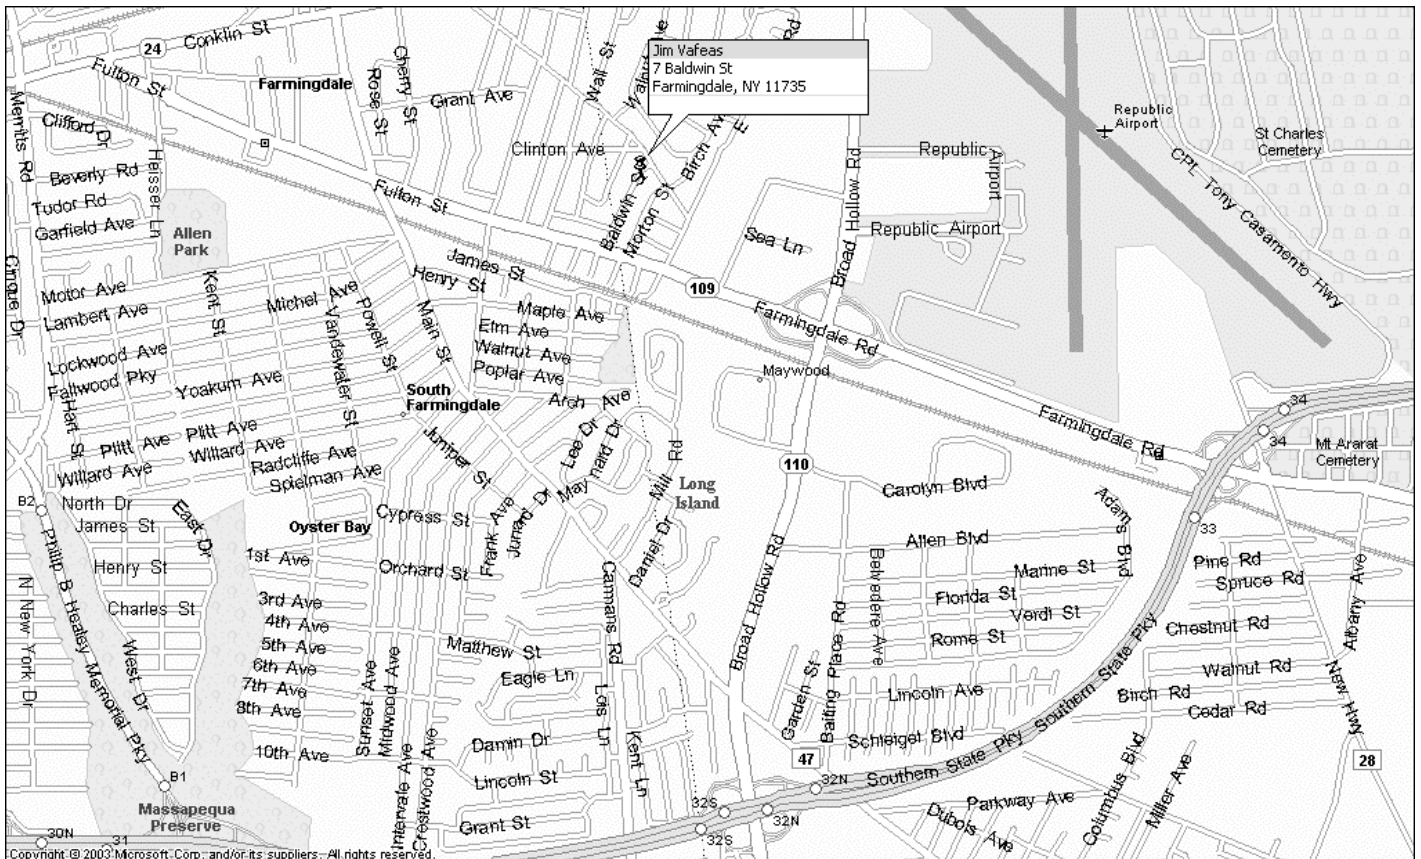 Conklin St
24
Fulton St
Farmingdale
Cherry St
Rose St
Grant Ave
Wall St
Jim Vafeas
7 Baldwin St
Farmingdale, NY 11735
Rd
Republic
Airport
St Charles
Cemetery
Merritts Rd
Clifford Dr
Heisser Ln
Beverly Rd
Tudor Rd
Garfield Ave
Allen
Park
Clinton Ave
Fulton St
Baldwin St
Morton St
Birch Ave
E
Republic
Airport
Republic Airport
Broad Hollow Rd
Sea Ln
CPL Tony Casamento Hwy
Cinque Dr
Motor Ave
Lambert Ave
Kent St
Michel Ave
Powell St
Vandewater St
Main St
James St
Henry St
Maple Ave
Elm Ave
Walnut Ave
Poplar Ave
109
Farmingdale Rd
Maywood
Lockwood Ave
Fallwood Pky
Yoakum Ave
Hart St
South
Farmingdale
Arch Ave
Plitt Ave
Plitt Ave
Willard Ave
Willard Ave
Radcliffe Ave
Spielman Ave
Juniper St
Lee Dr
Maynard Dr
Mill Rd
Long
Island
110
Farmingdale Rd
34
34
Mt Ararat
Cemetery
Carolyn Blvd
Adams Blvd
33
B2
North Dr
James St
East Dr
Oyster Bay
Cypress St
Frank Ave
Junard Dr
Daniel Dr
Allen Blvd
Henry St
1st Ave
Orchard St
Carmans Rd
Broad Hollow Rd
Belvedere Ave
Marine St
Pine Rd
Spruce Rd
Albany Ave
N New York Dr
Philip B Healey Memorial Pky
Charles St
West Dr
3rd Ave
4th Ave
5th Ave
6th Ave
7th Ave
8th Ave
10th Ave
Matthew St
Eagle Ln
Florida St
Verdi St
Rome St
Chestnut Rd
Walnut Rd
Birch Rd
Cedar Rd
New Hwy
Sunset Ave
Midwood Ave
Lois Ln
Kent Ln
Damin Dr
Lincoln St
Grant St
Intervale Ave
Crestwood Ave
Garden St
Baiting Place Rd
Lincoln Ave
Schleigel Blvd
Southern State Pky
Southern State Pky
47
28
32N
32N
32S
32S
Parkway Ave
Dubois Ave
Columbus Blvd
Miller Ave
B1
Massapequa
Preserve
30N
31
Copyright © 2003 Microsoft Corp. and/or its suppliers. All rights reserved.